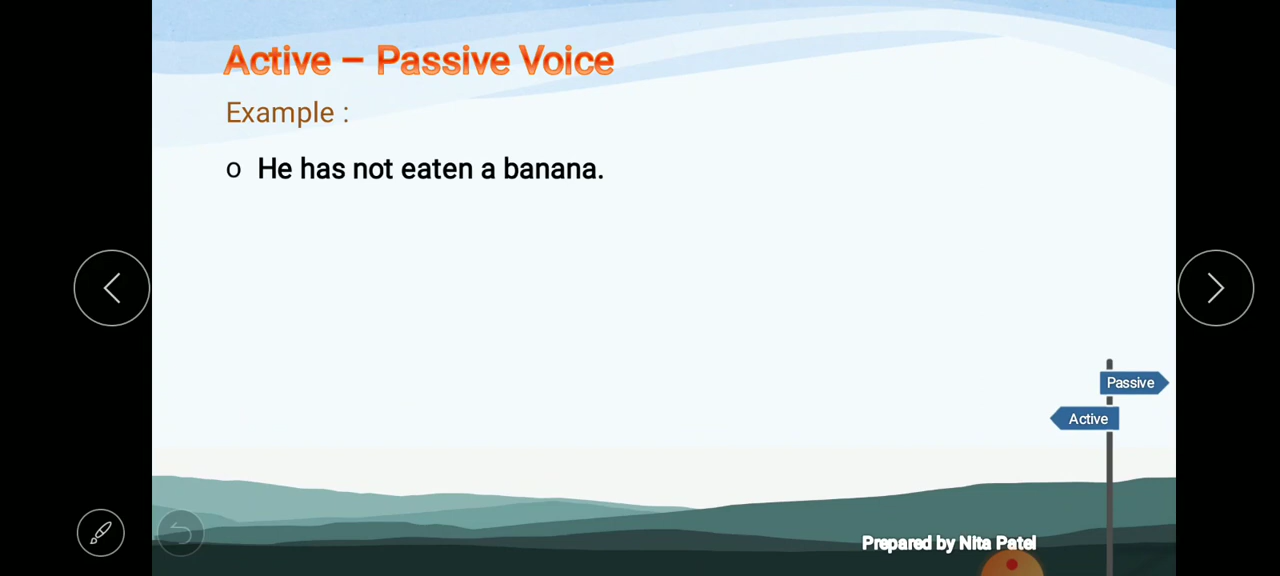 Active – Passive Voice
Example :
o He has not eaten a banana.
Passive
Active
Prepared by Nita Patel